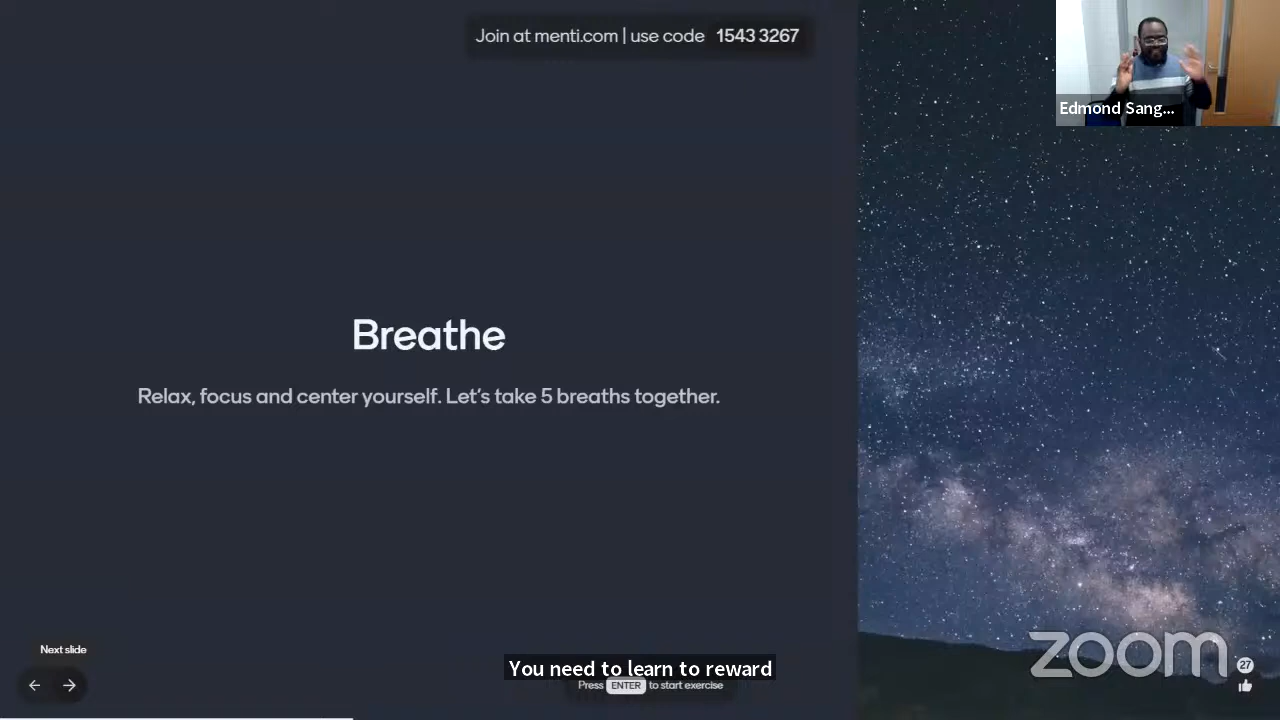 Join at menti.com | use code 1543 3267
Edmond Sang...
Breathe
Relax, focus and center yourself. Let's take 5 breaths together.
Next slide
You need to learn to reward
Press ENTER to start exercise
zoom
27